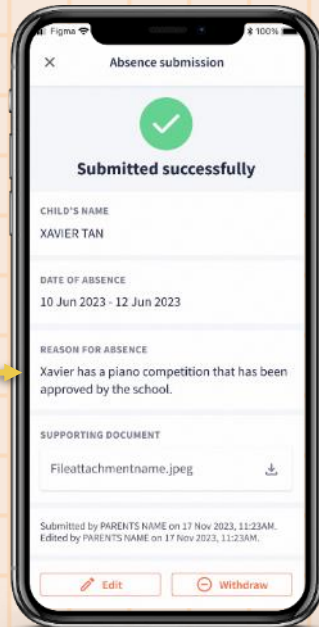 Figma 100%
Absence submission
Submitted successfully
CHILD'S NAME
XAVIER TAN
DATE OF ABSENCE
10 Jun 2023 - 12 Jun 2023
REASON FOR ABSENCE
Xavier has a piano competition that has been
approved by the school.
SUPPORTING DOCUMENT
Fileattachmentname.jpeg
Submitted by PARENTS NAME on 17 Nov 2023, 11:23AM.
Edited by PARENTS NAME on 17 Nov 2023, 11:23AM.
Edit Withdraw